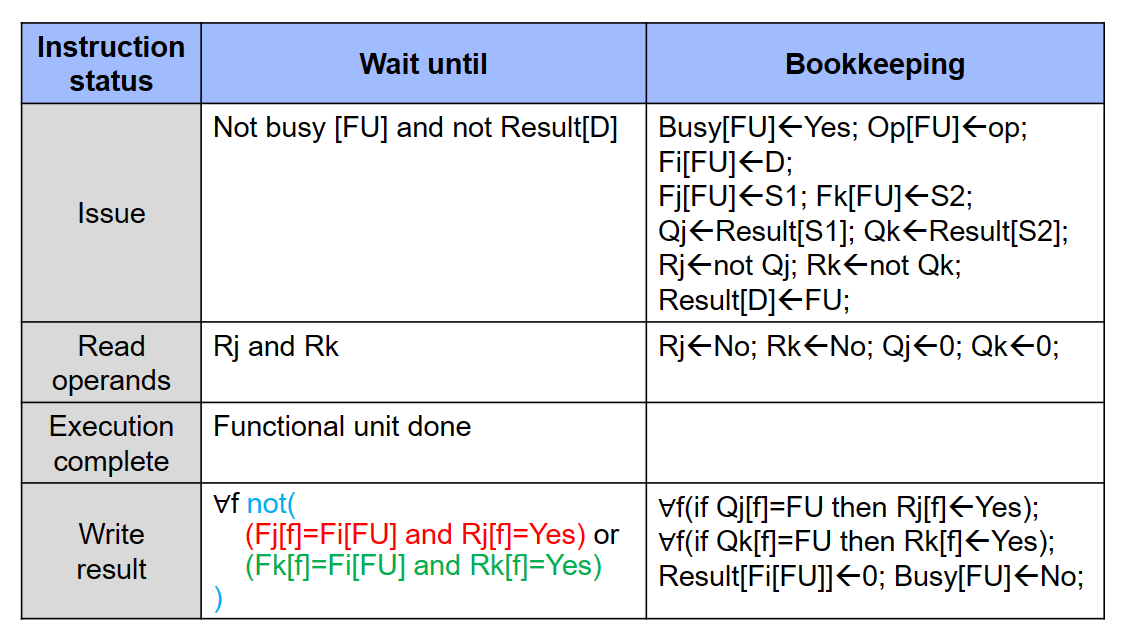 Instruction
status
Wait until
Bookkeeping
Issue
Not busy [FU] and not Result[D]
Busy[FU]←Yes; Op[FU]←op;
Fi[FU]←D;
Fj[FU]←S1; Fk[FU]←S2;
Qj←Result[S1]; Qk←Result[S2];
Rj←not Qj; Rk←not Qk;
Result[D]←FU;
Read
operands
Rj and Rk
Rj←No; Rk←No; Qj←0; Qk←0;
Execution
complete
Functional unit done
Write
result
∀f not(
(Fj[f]=Fi[FU] and Rj[f]=Yes) or
(Fk[f]=Fi[FU] and Rk[f]=Yes)
)
∀f(if Qj[f]=FU then Rj[f]←Yes);
∀f(if Qk[f]=FU then Rk[f]←Yes);
Result[Fi[FU]]←0; Busy[FU]←No;